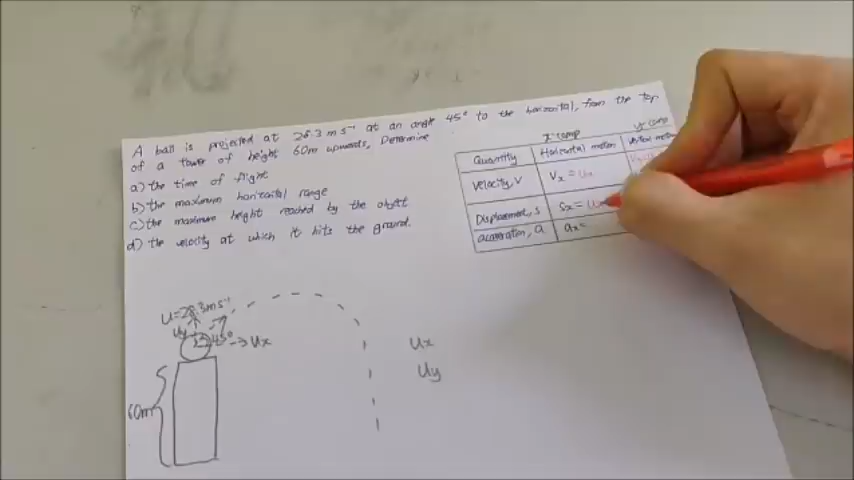 A ball is projected at 26.3 m s⁻¹ at an angle 45° to the horizontal, from the top
of a tower of height 60m upwards, Determine
a) the time of flight
b) the maximum horizontal range
c) the maximum height reached by the object
d) the velocity at which it hits the ground.
x-comp y-comp
Quantity Horizontal motion Vertical motion
Velocity, V Vx = Ux
Displacement, s Sx =
acceleration, a ax =
U = 26.3ms⁻¹
Uy
45°
Ux
60m
Ux
Uy